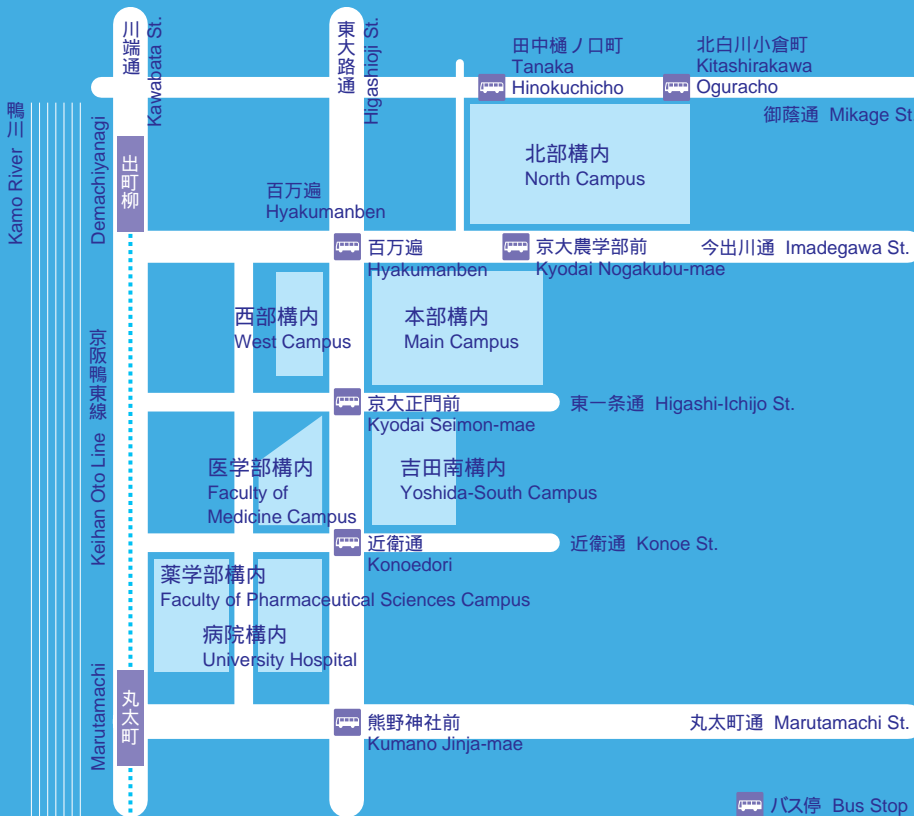 川端通
Kawabata St.
東大路通
Higashioji St.
田中樋ノ口町
Tanaka
Hinokuchicho
北白川小倉町
Kitashirakawa
Oguracho
御蔭通 Mikage St
鴨川
Kamo River
出町柳
Demachiyanagi
北部構内
North Campus
百万遍
Hyakumanben
百万遍
Hyakumanben
京大農学部前
Kyodai Nogakubu-mae
今出川通 Imadegawa St.
西部構内
West Campus
本部構内
Main Campus
京阪鴨東線
Keihan Oto Line
京大正門前
Kyodai Seimon-mae
東一条通 Higashi-Ichijo St.
医学部構内
Faculty of
Medicine Campus
吉田南構内
Yoshida-South Campus
近衛通
Konoedori
近衛通 Konoe St.
薬学部構内
Faculty of Pharmaceutical Sciences Campus
病院構内
University Hospital
丸太町
Marutamachi
熊野神社前
Kumano Jinja-mae
丸太町通 Marutamachi St.
バス停 Bus Stop